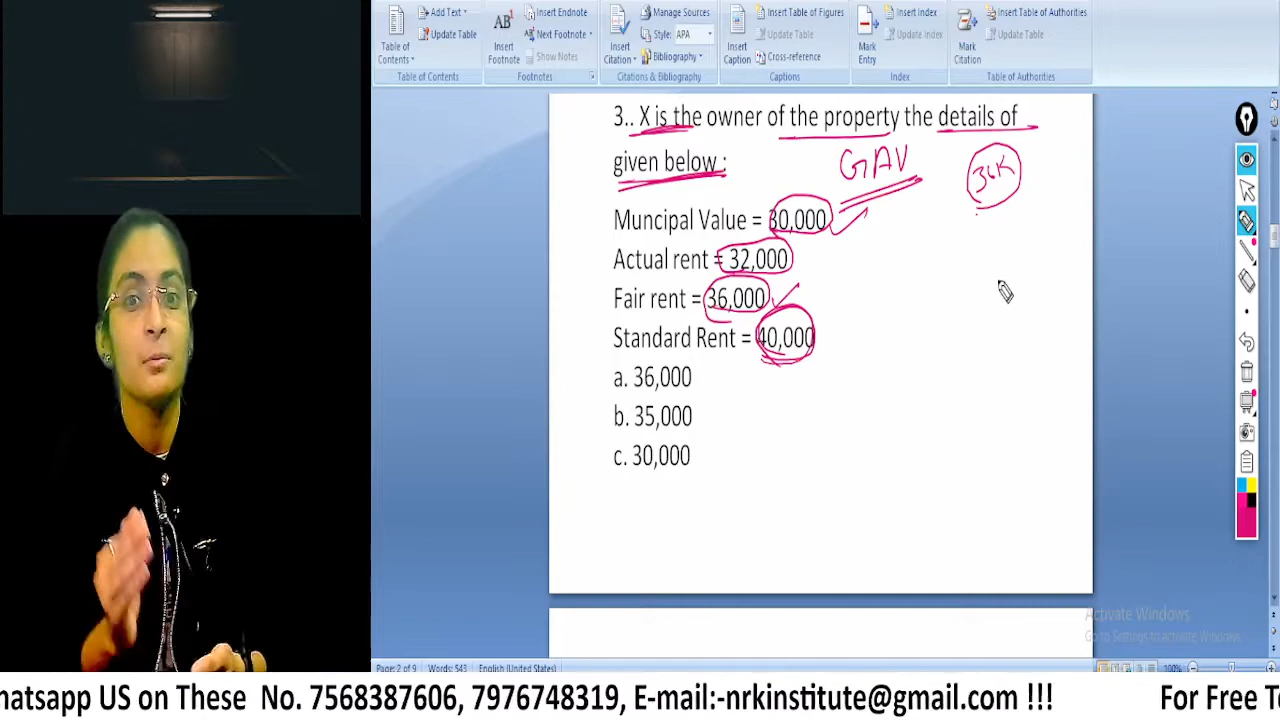 Add Text
Update Table
Table of
Contents
Table of Contents
AB1
Insert
Footnote
Insert Endnote
Next Footnote
Show Notes
Footnotes
Insert
Citation
Manage Sources
Style: APA
Bibliography
Citations & Bibliography
Insert
Caption
Insert Table of Figures
Update Table
Cross-reference
Captions
Mark
Entry
Insert Index
Update Index
Index
Mark
Citation
Insert Table of Authorities
Update Table
Table of Authorities
3.. X is the owner of the property the details of
given below :
GAV
36K
Muncipal Value = 30,000
Actual rent = 32,000
Fair rent = 36,000
Standard Rent = 40,000
a. 36,000
b. 35,000
c. 30,000
Activate Windows
Go to Settings to activate Windows.
Page: 2 of 9
Words: 543
English (United States)
100%
hatsapp US on These No. 7568387606, 7976748319, E-mail:-nrkinstitute@gmail.com !!!
For Free Te